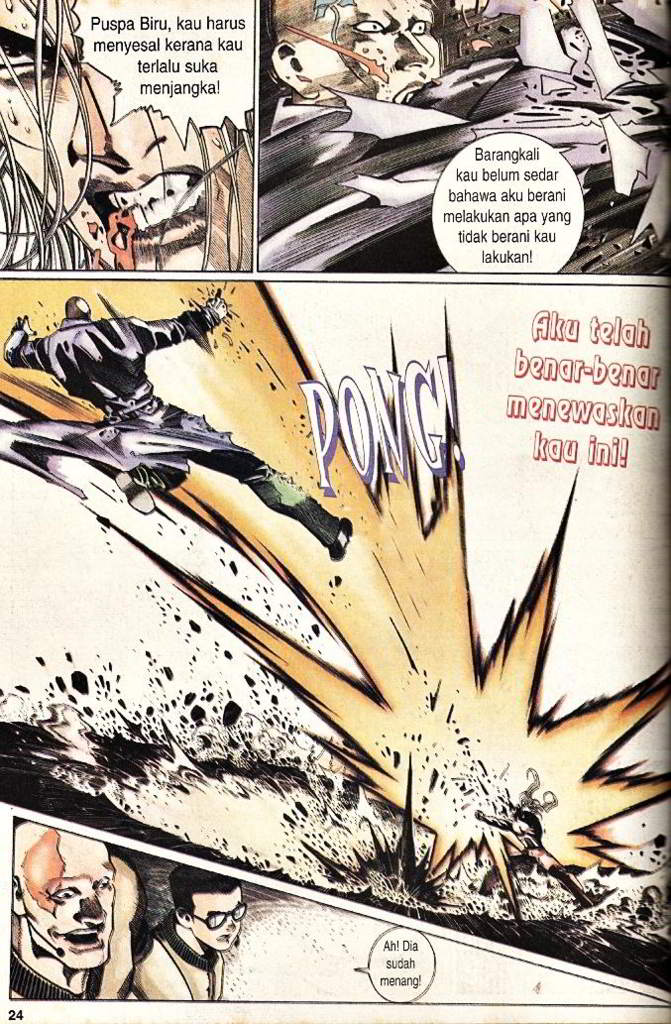 Puspa Biru, kau harus
menyesal kerana kau
terlalu suka
menjangka!
Barangkali
kau belum sedar
bahawa aku berani
melakukan apa yang
tidak berani kau
lakukan!
PONG!
Aku telah
benar-benar
menewaskan
kau ini!
Ah! Dia
sudah
menang!
24